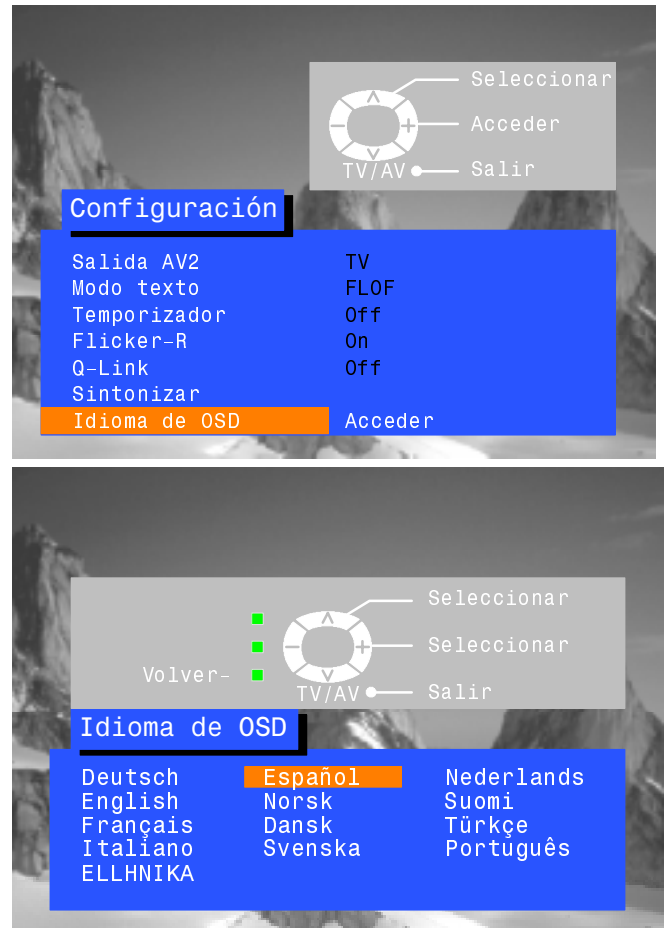 Seleccionar
Acceder
TV/AV Salir
Configuración
Salida AV2 TV
Modo texto FLOF
Temporizador Off
Flicker-R On
Q-Link Off
Sintonizar
Idioma de OSD Acceder
Seleccionar
Seleccionar
Volver-
TV/AV Salir
Idioma de OSD
Deutsch Español Nederlands
English Norsk Suomi
Français Dansk Türkçe
Italiano Svenska Português
ELLHNIKA